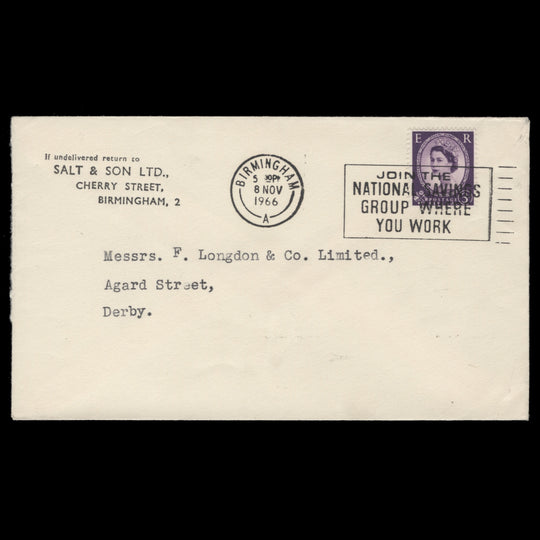 If undelivered return to
SALT & SON LTD.,
CHERRY STREET,
BIRMINGHAM, 2
BIRMINGHAM
8 NOV
1966
A
E R
POSTAGE
JOIN THE
NATIONAL SAVINGS
GROUP WHERE
YOU WORK
Messrs. F. Longdon & Co. Limited.,
Agard Street,
Derby.